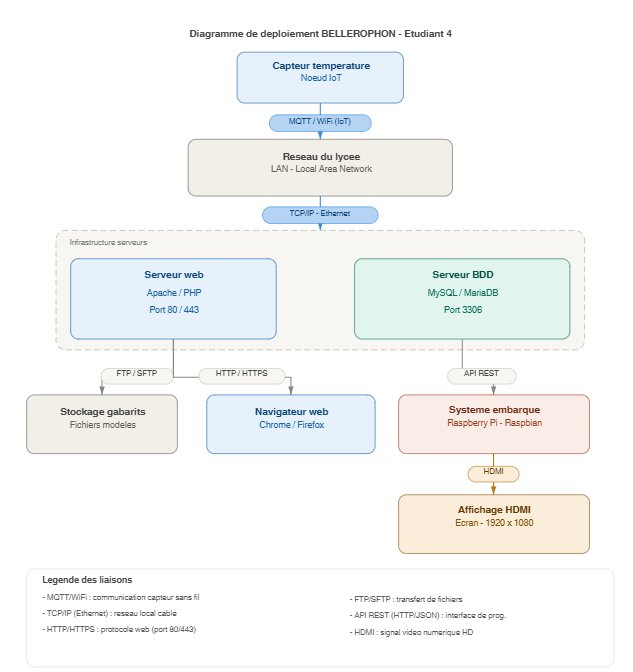 Diagramme de deploiement BELLEROPHON - Etudiant 4
Capteur temperature
Noeud IoT
MQTT / WiFi (IoT)
Reseau du lycee
LAN - Local Area Network
TCP/IP - Ethernet
Infrastructure serveurs
Serveur web
Apache / PHP
Port 80 / 443
Serveur BDD
MySQL / MariaDB
Port 3306
FTP / SFTP
HTTP / HTTPS
API REST
Stockage gabarits
Fichiers modeles
Navigateur web
Chrome / Firefox
Systeme embarque
Raspberry Pi - Raspbian
HDMI
Affichage HDMI
Ecran - 1920 x 1080
Legende des liaisons
- MQTT/WiFi : communication capteur sans fil
- TCP/IP (Ethernet) : reseau local cable
- HTTP/HTTPS : protocole web (port 80/443)
- FTP/SFTP : transfert de fichiers
- API REST (HTTP/JSON) : interface de prog.
- HDMI : signal video numerique HD